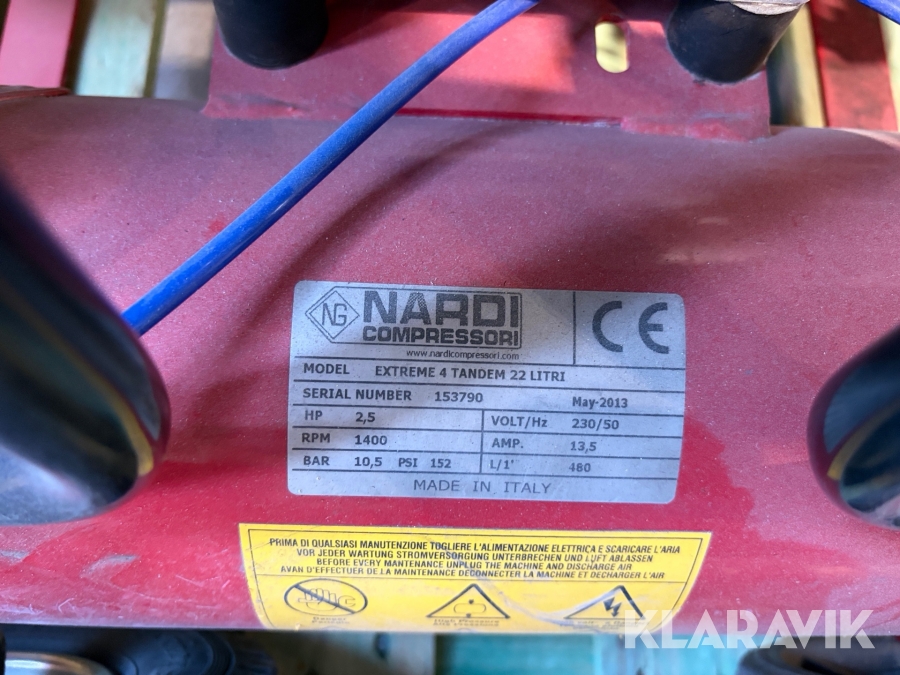 NG NARDI
COMPRESSORI
www.nardicompressori.com
CE
MODEL EXTREME 4 TANDEM 22 LITRI
SERIAL NUMBER 153790 May-2013
HP 2,5 VOLT/Hz 230/50
RPM 1400 AMP. 13,5
BAR 10,5 PSI 152 L/1' 480
MADE IN ITALY
PRIMA DI QUALSIASI MANUTENZIONE TOGLIERE L'ALIMENTAZIONE ELETTRICA E SCARICARE L'ARIA
VOR JEDER WARTUNG STROMVERSORGUNG UNTERBRECHEN UND LUFT ABLASSEN
BEFORE EVERY MAINTENANCE UNPLUG THE MACHINE AND DISCHARGE AIR
AVAN D'EFFECTUER DE LA MAINTENANCE DECONNECTER LA MACHINE ET DECHARGER L'AIR
High Pressure
KLARAVIK